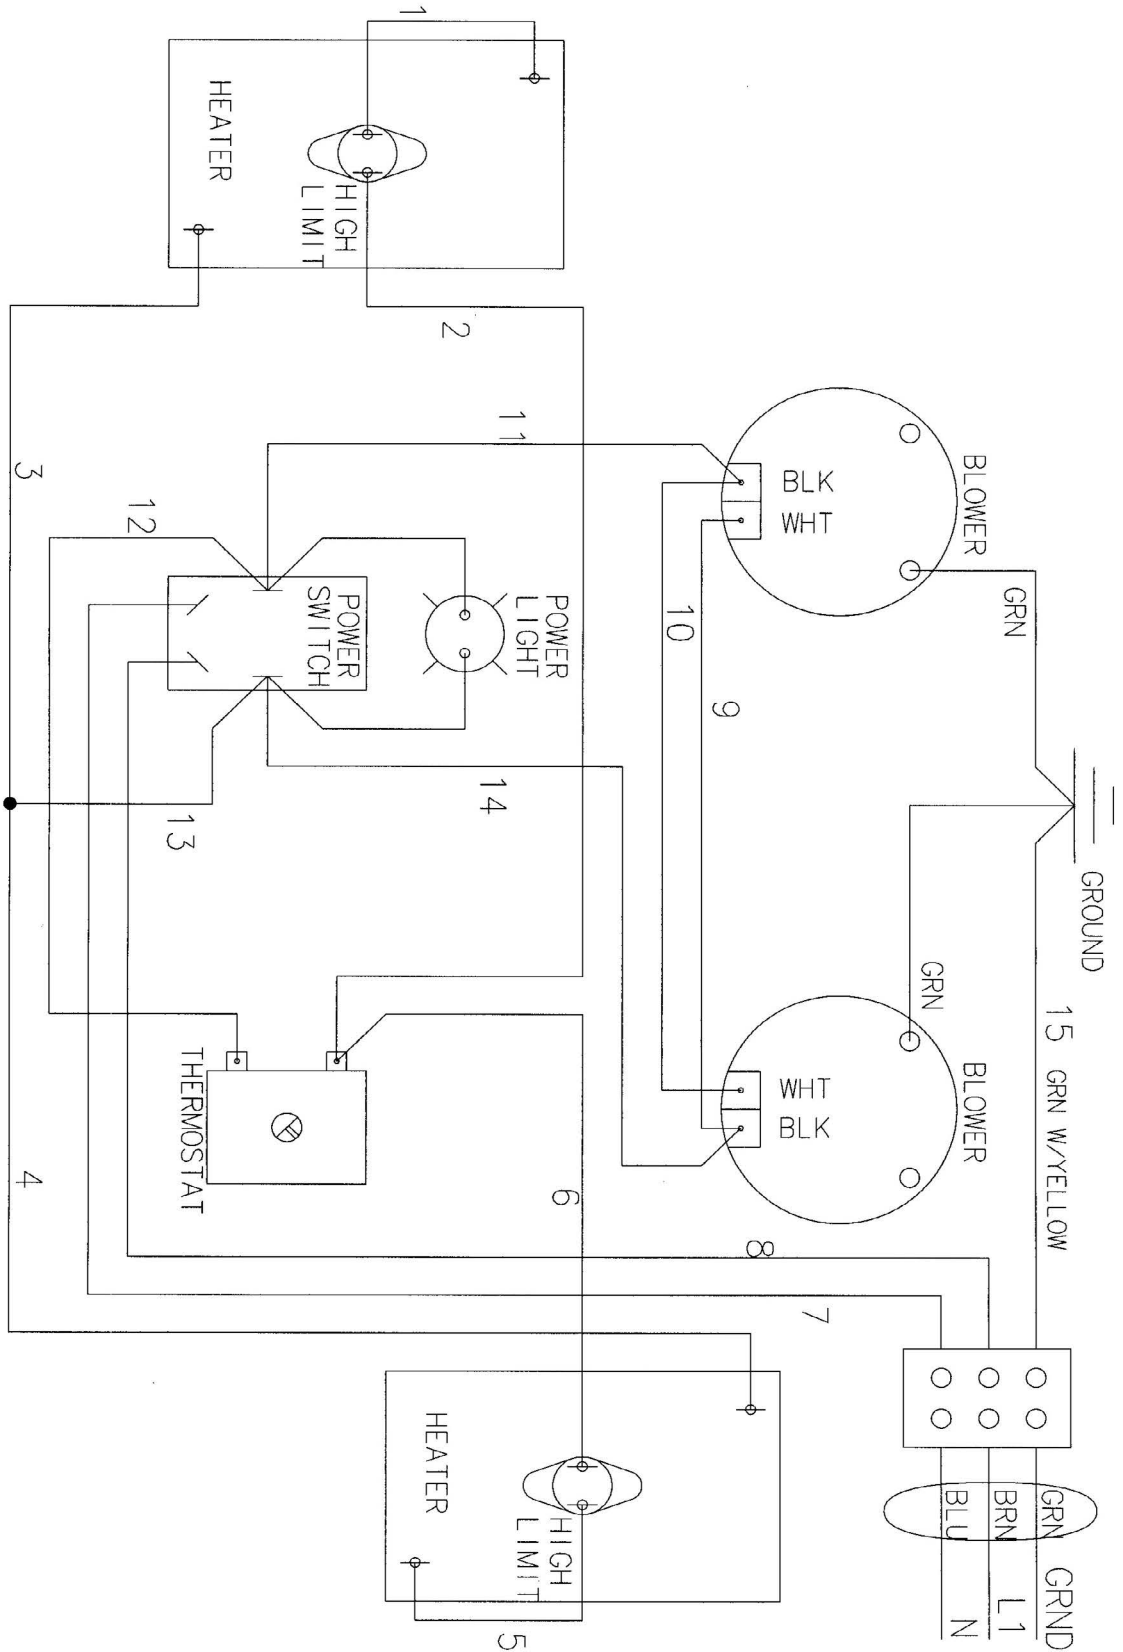 1
HEATER
HIGH
LIMIT
2
3
11
12
BLOWER
BLK
WHT
GRN
POWER
LIGHT
POWER
SWITCH
10
9
14
13
GROUND
GRN
15 GRN W/YELLOW
BLOWER
WHT
BLK
THERMOSTAT
4
6
8
7
HEATER
HIGH
LIMIT
5
GRN
BRN
BLU
GRND
L1
N